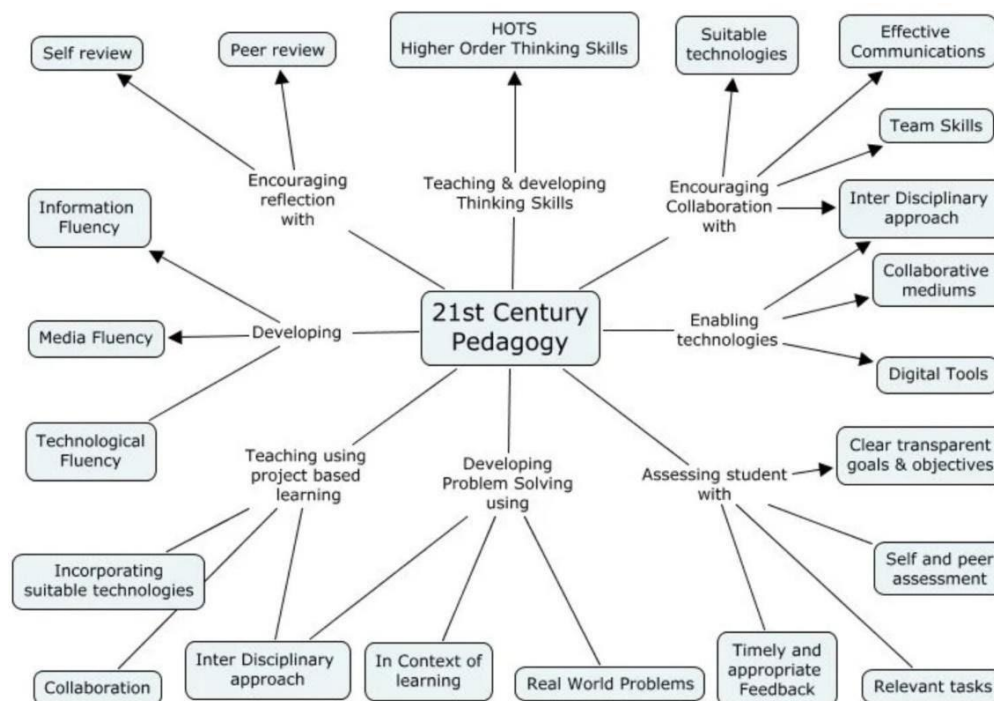 HOTS
Higher Order Thinking Skills
Self review
Peer review
Suitable
technologies
Effective
Communications
Team Skills
Encouraging
reflection
with
Teaching & developing
Thinking Skills
Encouraging
Collaboration
with
Information
Fluency
Inter Disciplinary
approach
Collaborative
mediums
21st Century
Pedagogy
Media Fluency
Developing
Enabling
technologies
Digital Tools
Technological
Fluency
Teaching using
project based
learning
Developing
Problem Solving
using
Assessing student
with
Clear transparent
goals & objectives
Incorporating
suitable technologies
Self and peer
assessment
Collaboration
Inter Disciplinary
approach
In Context of
learning
Real World Problems
Timely and
appropriate
Feedback
Relevant tasks